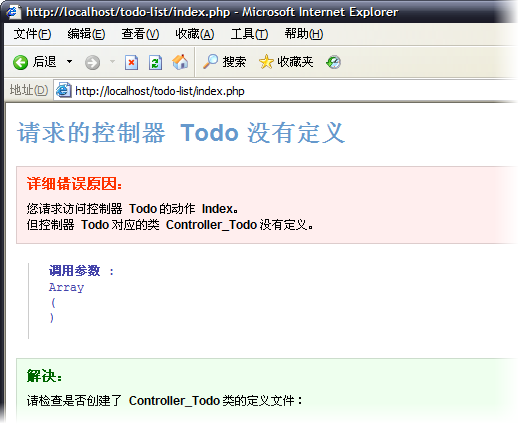 http://localhost/todo-list/index.php - Microsoft Internet Explorer
文件(F) 编辑(E) 查看(V) 收藏(A) 工具(T) 帮助(H)
后退 搜索 收藏夹
地址(D) http://localhost/todo-list/index.php
请求的控制器 Todo 没有定义
详细错误原因：
您请求访问控制器 Todo 的动作 Index。
但控制器 Todo 对应的类 Controller_Todo 没有定义。
调用参数 :
Array
(
)
解决：
请检查是否创建了 Controller_Todo 类的定义文件：